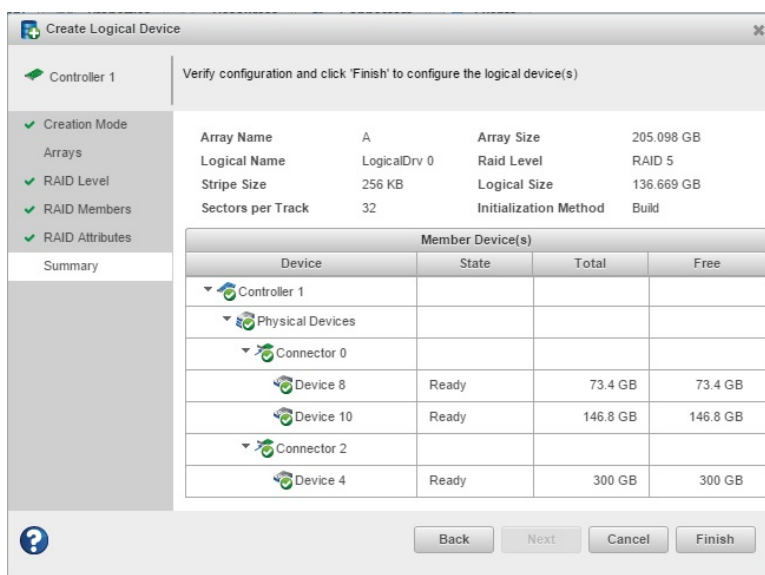 Create Logical Device
Controller 1
Verify configuration and click 'Finish' to configure the logical device(s)
Creation Mode
Arrays
RAID Level
RAID Members
RAID Attributes
Summary
Array Name A Array Size 205.098 GB
Logical Name LogicalDrv 0 Raid Level RAID 5
Stripe Size 256 KB Logical Size 136.669 GB
Sectors per Track 32 Initialization Method Build
Member Device(s)
Device State Total Free
Controller 1
Physical Devices
Connector 0
Device 8 Ready 73.4 GB 73.4 GB
Device 10 Ready 146.8 GB 146.8 GB
Connector 2
Device 4 Ready 300 GB 300 GB
Back Next Cancel Finish